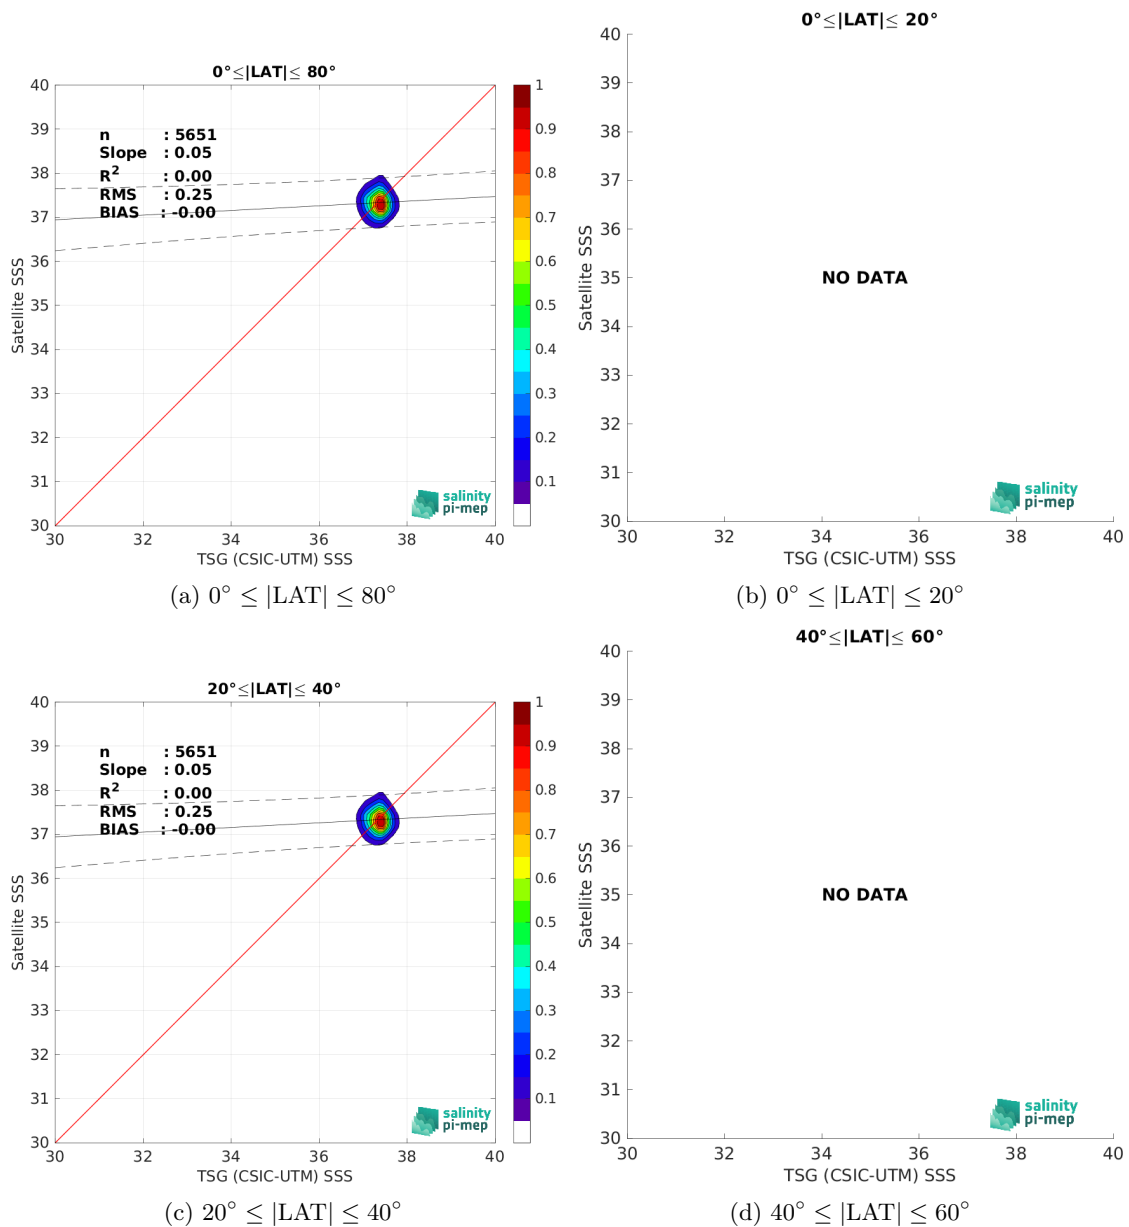 0°≤|LAT|≤ 80°
40
39
38
37
36
35
34
33
32
31
30
30 32 34 36 38 40
Satellite SSS
TSG (CSIC-UTM) SSS
n : 5651
Slope : 0.05
R² : 0.00
RMS : 0.25
BIAS : -0.00
1
0.9
0.8
0.7
0.6
0.5
0.4
0.3
0.2
0.1
salinity
pi-mep
(a) 0° ≤ |LAT| ≤ 80°
0°≤|LAT|≤ 20°
40
39
38
37
36
35
34
33
32
31
30
30 32 34 36 38 40
Satellite SSS
TSG (CSIC-UTM) SSS
NO DATA
salinity
pi-mep
(b) 0° ≤ |LAT| ≤ 20°
20°≤|LAT|≤ 40°
40
39
38
37
36
35
34
33
32
31
30
30 32 34 36 38 40
Satellite SSS
TSG (CSIC-UTM) SSS
n : 5651
Slope : 0.05
R² : 0.00
RMS : 0.25
BIAS : -0.00
1
0.9
0.8
0.7
0.6
0.5
0.4
0.3
0.2
0.1
salinity
pi-mep
(c) 20° ≤ |LAT| ≤ 40°
40°≤|LAT|≤ 60°
40
39
38
37
36
35
34
33
32
31
30
30 32 34 36 38 40
Satellite SSS
TSG (CSIC-UTM) SSS
NO DATA
salinity
pi-mep
(d) 40° ≤ |LAT| ≤ 60°